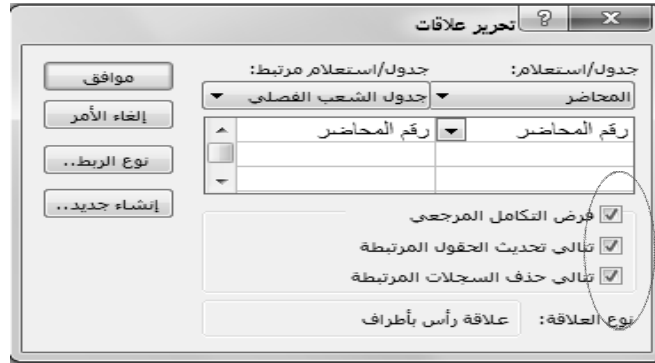 تحرير علاقات
جدول/استعلام: جدول/استعلام مرتبط:
المحاضر جدول الشعب الفصلي
رقم المحاضر رقم المحاضر
فرض التكامل المرجعي
تتالي تحديث الحقول المرتبطة
تتالي حذف السجلات المرتبطة
نوع العلاقة: علاقة رأس بأطراف
موافق
إلغاء الأمر
نوع الربط..
إنشاء جديد..